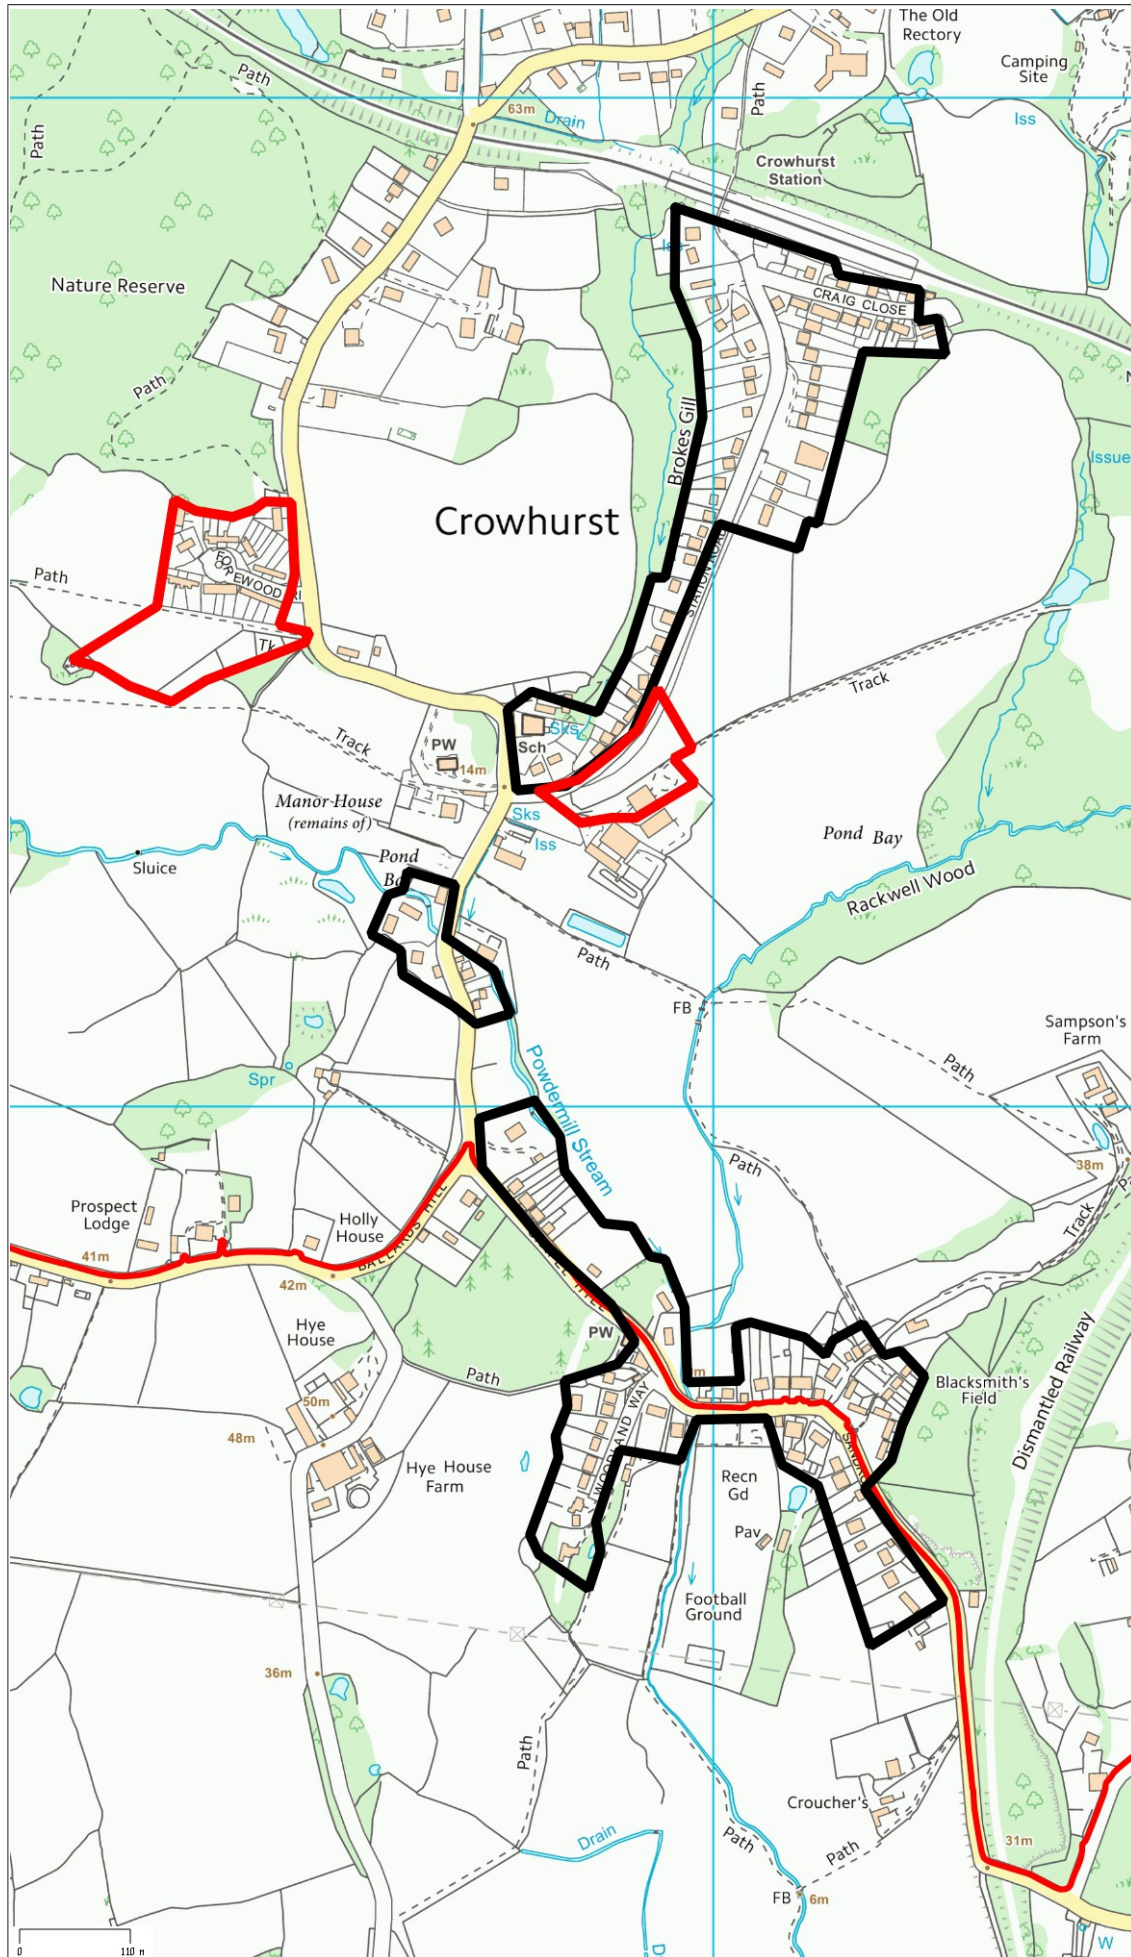 The Old
Rectory
Camping
Site
Path
63m
Drain
Path
Iss
Path
Crowhurst
Station
Nature Reserve
CRAIG CLOSE
Path
Brokes Gill
Issue
Crowhurst
Path
STATION ROAD
Tk
Track
Track
PW
Sch
Sks
14m
Manor House
(remains of)
Sks
Iss
Pond Bay
Sluice
Pond
Rackwell Wood
Path
FB
Sampson's
Farm
Spr
Powdermill Stream
Path
Path
38m
Prospect
Lodge
Holly
House
Track
41m
42m
Hye
House
PW
Path
Blacksmith's
Field
Dismantled Railway
50m
48m
WOODLAND WAY
Hye House
Farm
Recn
Gd
Pav
Football
Ground
36m
Path
Croucher's
Drain
Path
Path
31m
FB
6m
W
0
110 m